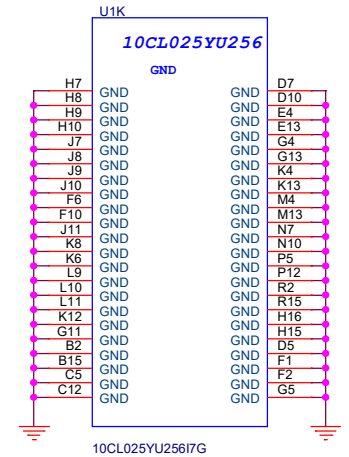 U1K
10CL025YU256
GND
H7 GND GND D7
H8 GND GND D10
H9 GND GND E4
H10 GND GND E13
J7 GND GND G4
J8 GND GND G13
J9 GND GND K4
J10 GND GND K13
F6 GND GND M4
F10 GND GND M13
J11 GND GND N7
K8 GND GND N10
K6 GND GND P5
L9 GND GND P12
L10 GND GND R2
L11 GND GND R15
K12 GND GND H16
G11 GND GND H15
B2 GND GND D5
B15 GND GND F1
C5 GND GND F2
C12 GND GND G5
10CL025YU256I7G